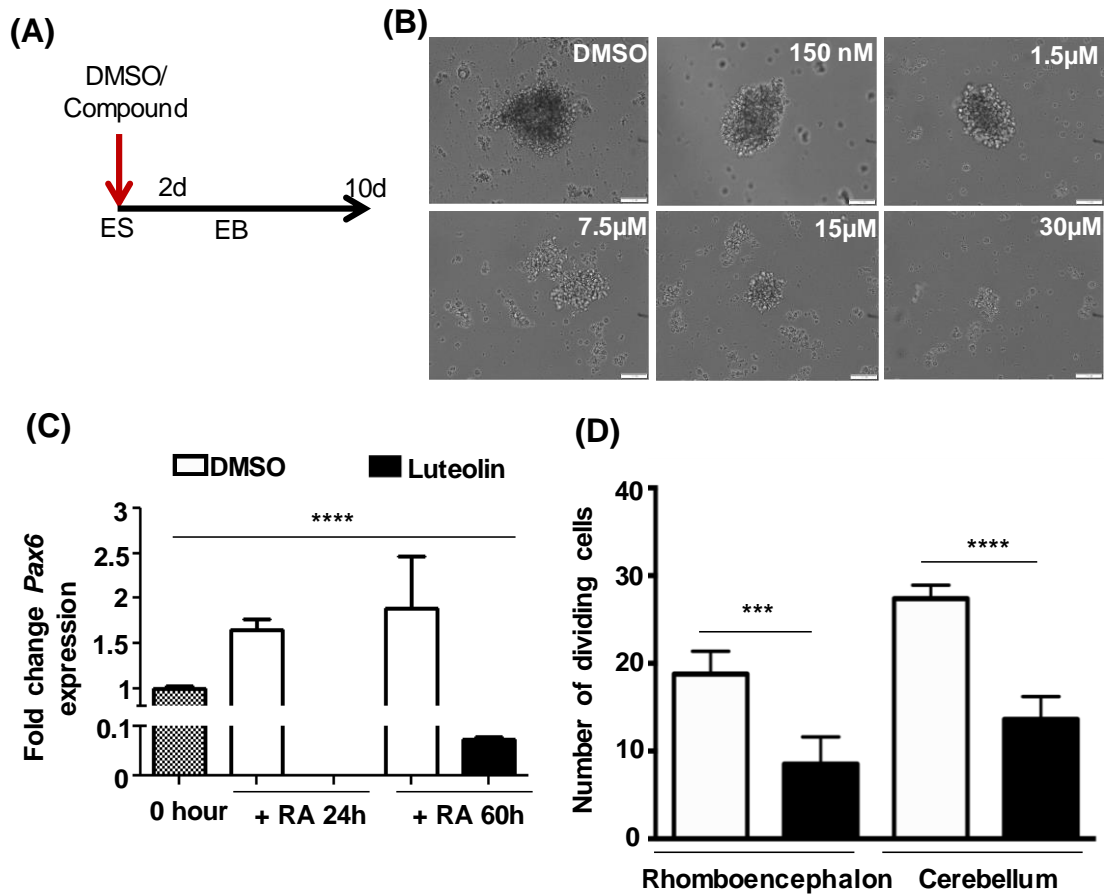 (A)
DMSO/
Compound
2d
10d
ES
EB
(B)
DMSO
150 nM
1.5µM
7.5µM
15µM
30µM
(C)
DMSO
Luteolin
Fold change Pax6
expression
3
2.5
2
1.5
1
0.1
0
****
0 hour
+ RA 24h
+ RA 60h
(D)
Number of dividing cells
40
30
20
10
0
***
****
Rhomboencephalon
Cerebellum